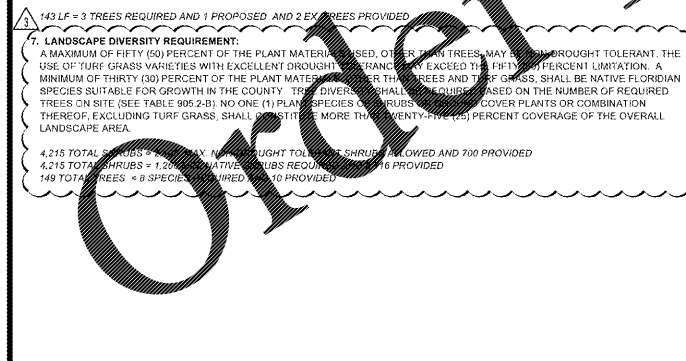 143 LF = 3 TREES REQUIRED AND 1 PROPOSED AND 2 EX. TREES PROVIDED
3
7. LANDSCAPE DIVERSITY REQUIREMENT:
A MAXIMUM OF FIFTY (50) PERCENT OF THE PLANT MATERIALS USED, OTHER THAN TREES, MAY BE NON-DROUGHT TOLERANT. THE
USE OF TURF GRASS VARIETIES WITH EXCELLENT DROUGHT TOLERANCE MAY EXCEED THE FIFTY (50) PERCENT LIMITATION. A
MINIMUM OF THIRTY (30) PERCENT OF THE PLANT MATERIALS, OTHER THAN TREES AND TURF GRASS, SHALL BE NATIVE FLORIDIAN
SPECIES SUITABLE FOR GROWTH IN THE COUNTY. TREE DIVERSITY SHALL BE REQUIRED BASED ON THE NUMBER OF REQUIRED
TREES ON SITE (SEE TABLE 905.2-B). NO ONE (1) PLANT SPECIES OF SHRUBS OR GROUND COVER PLANTS OR COMBINATION
THEREOF, EXCLUDING TURF GRASS, SHALL CONSTITUTE MORE THAN TWENTY-FIVE (25) PERCENT COVERAGE OF THE OVERALL
LANDSCAPE AREA.
4,215 TOTAL SHRUBS = MAX. NON-DROUGHT TOLERANT SHRUBS ALLOWED AND 700 PROVIDED
4,215 TOTAL SHRUBS = NATIVE SHRUBS REQUIRED AND PROVIDED
149 TOTAL TREES = 8 SPECIES REQUIRED AND 10 PROVIDED
Order